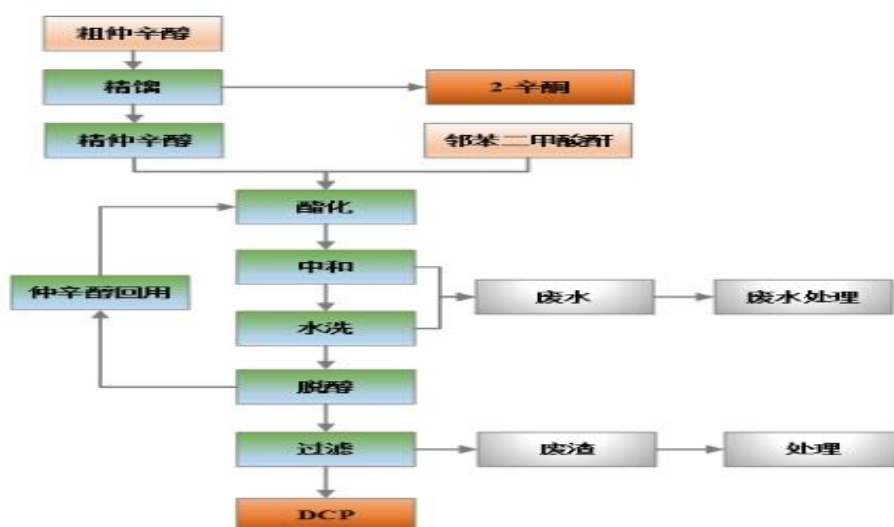 粗仲辛醇
精馏
2-辛酮
精仲辛醇
邻苯二甲酸酐
酯化
中和
仲辛醇回用
废水
废水处理
水洗
脱醇
过滤
废渣
处理
DCP